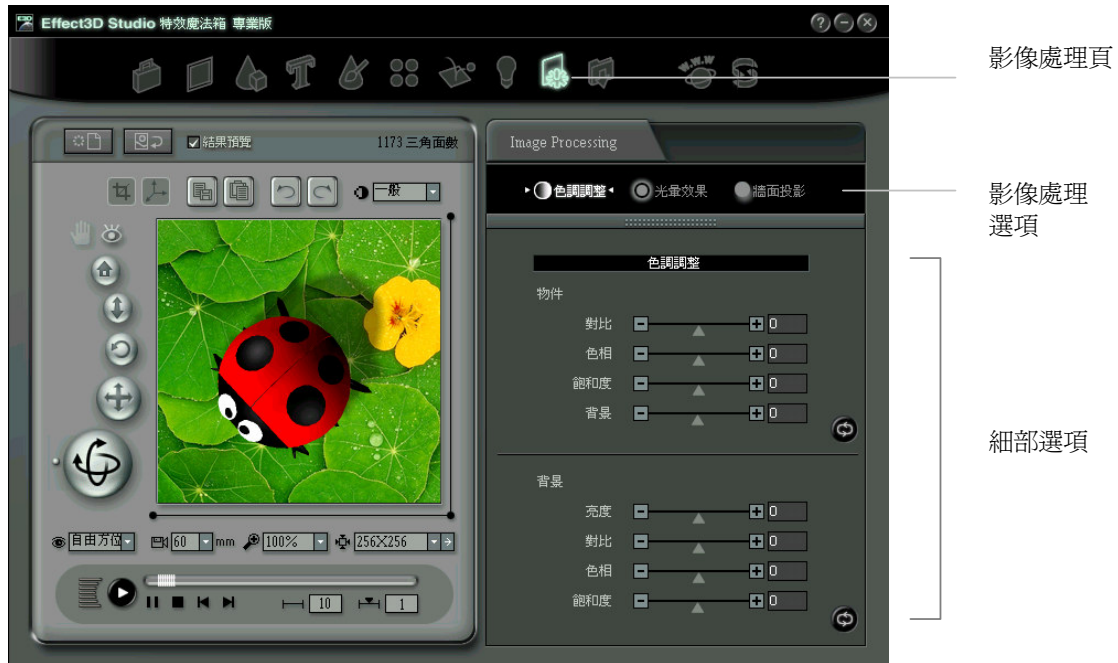 Effect3D Studio 特效魔法箱 專業版
W.W.W
影像處理頁
結果預覽
1173 三角面數
一般
自由方位
60
mm
100%
256X256
10
1
Image Processing
色調調整
光暈效果
牆面投影
影像處理
選項
色調調整
物件
對比
0
色相
0
飽和度
0
背景
0
背景
亮度
0
對比
0
色相
0
飽和度
0
細部選項